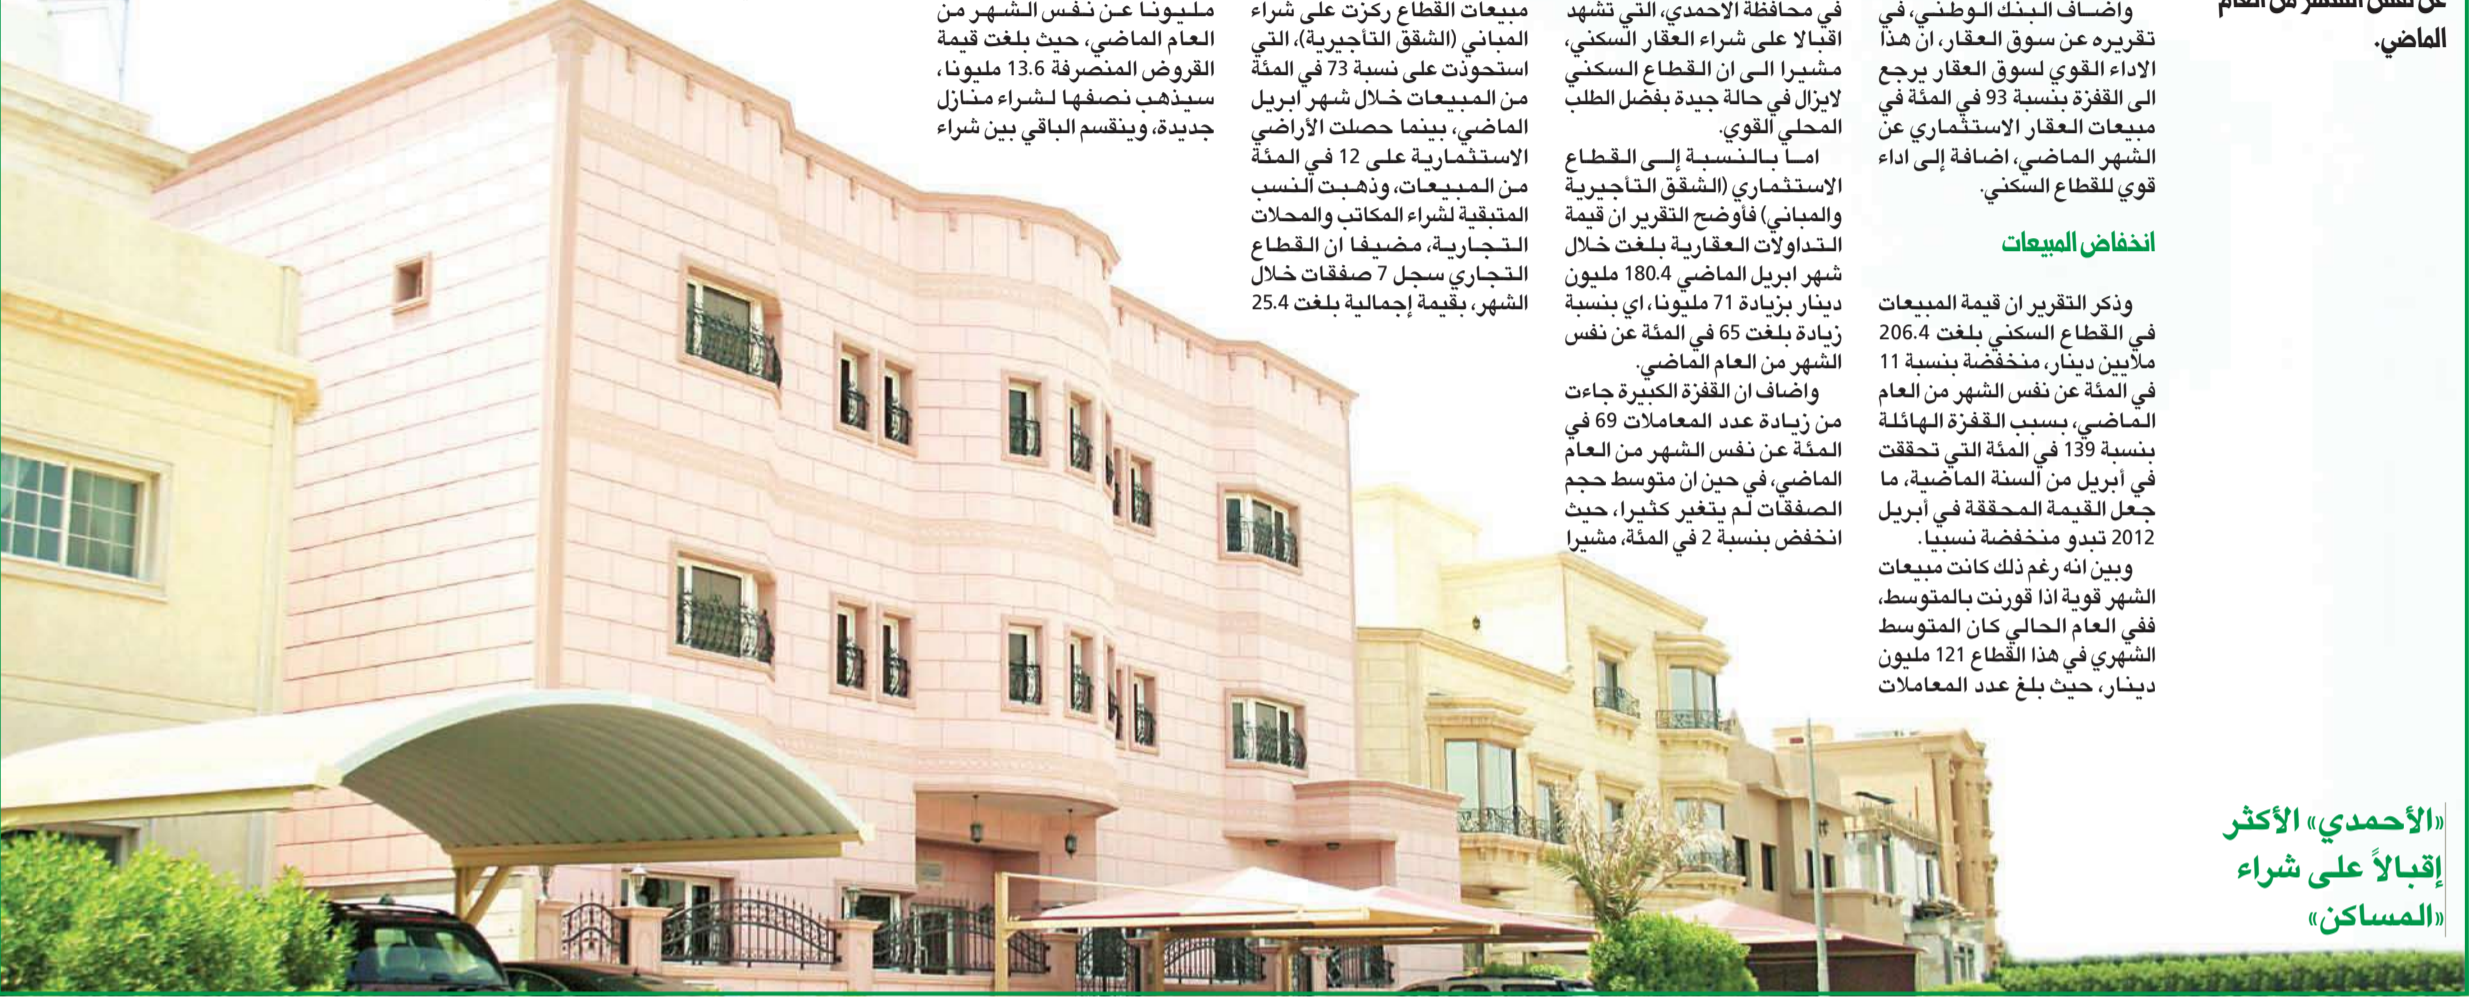 الماضي.
«الأحمدي» الأكثر
إقبالاً على شراء
«المساكن»
واضاف البنك الوطني، في
تقريره عن سوق العقار، ان هذا
الاداء القوي لسوق العقار يرجع
الى القفزة بنسبة 93 في المئة في
مبيعات العقار الاستثماري عن
الشهر الماضي، اضافة إلى اداء
قوي للقطاع السكني.
انخفاض المبيعات
وذكر التقرير ان قيمة المبيعات
في القطاع السكني بلغت 206.4
ملايين دينار، منخفضة بنسبة 11
في المئة عن نفس الشهر من العام
الماضي، بسبب القفزة الهائلة
بنسبة 139 في المئة التي تحققت
في أبريل من السنة الماضية، ما
جعل القيمة المحققة في أبريل
2012 تبدو منخفضة نسبيا.
وبين انه رغم ذلك كانت مبيعات
الشهر قوية اذا قورنت بالمتوسط،
ففي العام الحالي كان المتوسط
الشهري في هذا القطاع 121 مليون
دينار، حيث بلغ عدد المعاملات
في محافظة الاحمدي، التي تشهد
اقبالا على شراء العقار السكني،
مشيرا الى ان القطاع السكني
لايزال في حالة جيدة بفضل الطلب
المحلي القوي.
اما بالنسبة إلى القطاع
الاستثماري (الشقق التأجيرية
والمباني) فأوضح التقرير ان قيمة
التداولات العقارية بلغت خلال
شهر ابريل الماضي 180.4 مليون
دينار بزيادة 71 مليونا، اي بنسبة
زيادة بلغت 65 في المئة عن نفس
الشهر من العام الماضي.
واضاف ان القفزة الكبيرة جاءت
من زيادة عدد المعاملات 69 في
المئة عن نفس الشهر من العام
الماضي، في حين ان متوسط حجم
الصفقات لم يتغير كثيرا، حيث
انخفض بنسبة 2 في المئة، مشيرا
مبيعات القطاع ركزت على شراء
المباني (الشقق التأجيرية)، التي
استحوذت على نسبة 73 في المئة
من المبيعات خلال شهر ابريل
الماضي، بينما حصلت الأراضي
الاستثمارية على 12 في المئة
من المبيعات، وذهبت النسب
المتبقية لشراء المكاتب والمحلات
التجارية، مضيفا ان القطاع
التجاري سجل 7 صفقات خلال
الشهر، بقيمة إجمالية بلغت 25.4
مليونا عن نفس الشهر من
العام الماضي، حيث بلغت قيمة
القروض المنصرفة 13.6 مليونا،
سيذهب نصفها لشراء منازل
جديدة، وينقسم الباقي بين شراء